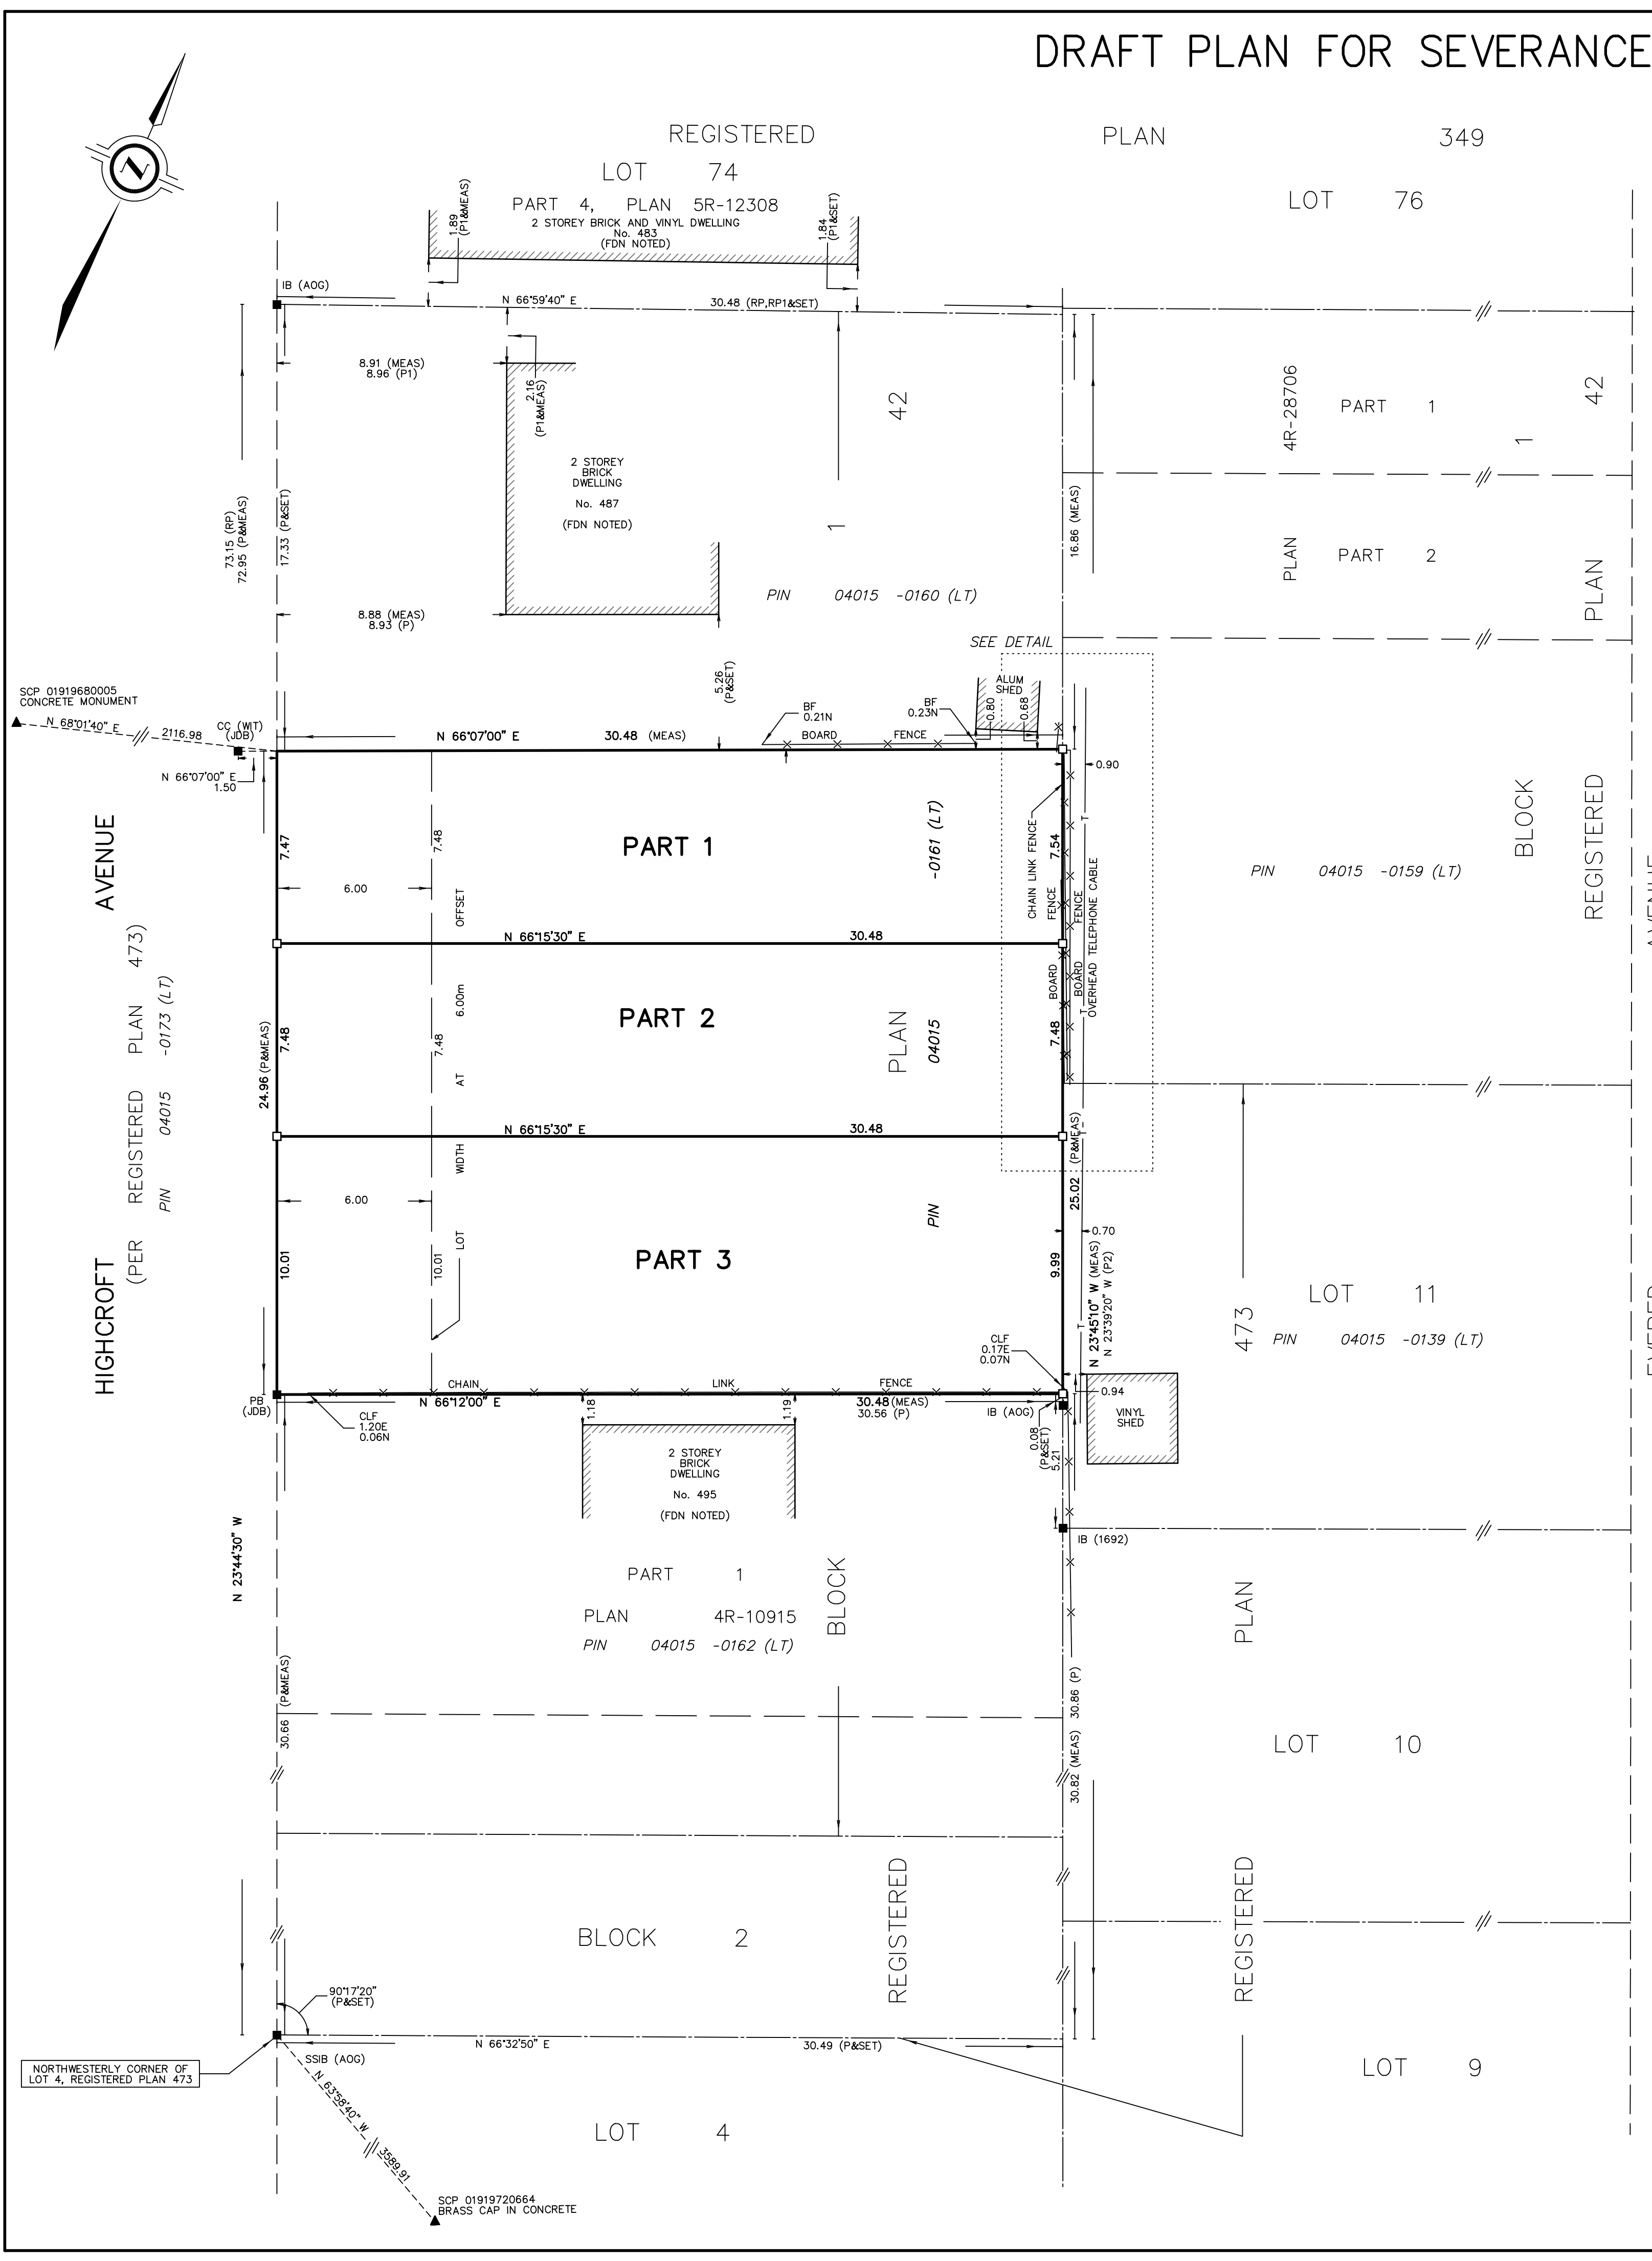 DRAFT PLAN FOR SEVERANCE
REGISTERED PLAN 349
LOT 74
LOT 76
PART 4, PLAN 5R-12308
2 STOREY BRICK AND VINYL DWELLING
No. 483
(FDN NOTED)
1.89
(P1&MEAS)
1.84
(P1&SET)
N
IB (AOG)
N 66°59'40" E
30.48 (RP,RP1&SET)
8.91 (MEAS)
8.96 (P1)
2.16
(P1&MEAS)
42
4R-28706
PART 1
42
1
2 STOREY
BRICK
DWELLING
No. 487
(FDN NOTED)
73.15 (RP)
72.95 (P&MEAS)
17.33 (P&SET)
1
16.86 (MEAS)
PLAN
PART 2
PLAN
PIN 04015 -0160 (LT)
8.88 (MEAS)
8.93 (P)
SEE DETAIL
5.26
(P&SET)
ALUM
SHED
0.80
0.68
SCP 01919680005
CONCRETE MONUMENT
N 68°01'40" E
2116.98
CC (WIT)
(JDB)
N 66°07'00" E
30.48 (MEAS)
BF
0.21N
BF
0.23N
BOARD FENCE
N 66°07'00" E
1.50
0.90
HIGHCROFT AVENUE
(PER REGISTERED PLAN 473)
PIN 04015 -0173 (LT)
7.47
7.48
PART 1
6.00
-0161 (LT)
7.54
CHAIN LINK FENCE
BOARD FENCE
BOARD FENCE
OVERHEAD TELEPHONE CABLE
T
BLOCK
REGISTERED
AVENUE
PIN 04015 -0159 (LT)
N 66°15'30" E
30.48
LOT WIDTH AT 6.00m OFFSET
24.96 (P&MEAS)
7.48
7.48
PART 2
PLAN
04015
7.48
T
N 66°15'30" E
30.48
25.02 (P&MEAS)
T
6.00
10.01
10.01
PART 3
PIN
9.99
0.70
N 23°45'10" W (MEAS)
N 23°39'20" W (P2)
T
473
LOT 11
PIN 04015 -0139 (LT)
CLF
0.17E
0.07N
PB
(JDB)
CHAIN LINK FENCE
N 66°12'00" E
30.48 (MEAS)
30.56 (P)
IB (AOG)
0.94
CLF
1.20E
0.06N
1.18
1.19
VINYL
SHED
0.08
(P&SET)
5.21
2 STOREY
BRICK
DWELLING
No. 495
(FDN NOTED)
IB (1692)
N 23°44'30" W
PART 1
PLAN 4R-10915
PIN 04015 -0162 (LT)
BLOCK
PLAN
30.66 (P&MEAS)
30.82 (MEAS) 30.86 (P)
LOT 10
BLOCK 2
REGISTERED
REGISTERED
90°17'20"
(P&SET)
N 66°32'50" E
30.49 (P&SET)
SSIB (AOG)
NORTHWESTERLY CORNER OF
LOT 4, REGISTERED PLAN 473
LOT 9
N 63°58'40" W
3589.91
LOT 4
SCP 01919720664
BRASS CAP IN CONCRETE